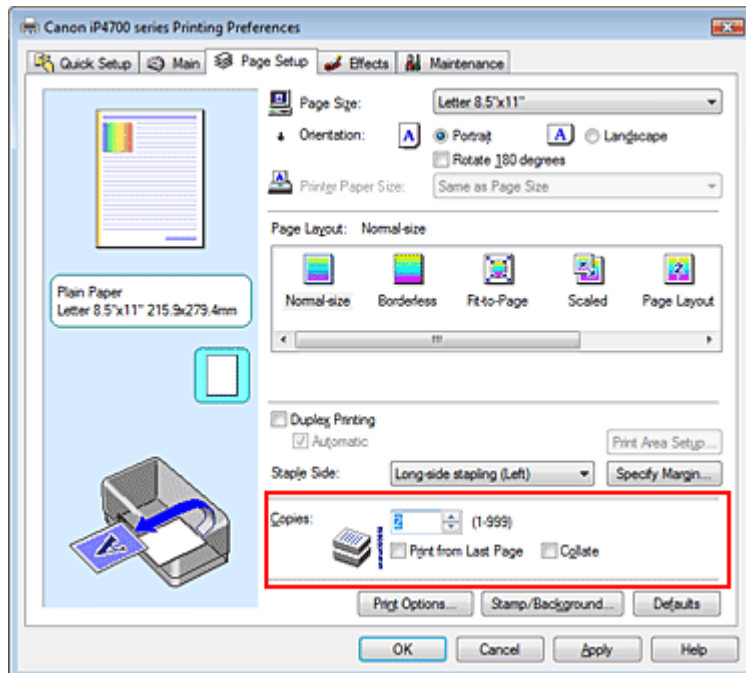 Canon iP4700 series Printing Preferences
Quick Setup Main Page Setup Effects Maintenance
Page Size: Letter 8.5"x11"
Orientation: A Portrait A Landscape
Rotate 180 degrees
Printer Paper Size: Same as Page Size
Page Layout: Normal-size
Normal-size Borderless Fit-to-Page Scaled Page Layout
Plain Paper
Letter 8.5"x11" 215.9x279.4mm
Duplex Printing
Automatic
Print Area Setup...
Staple Side: Long-side stapling (Left) Specify Margin...
Copies: 2 (1-999)
Print from Last Page Collate
Print Options... Stamp/Background... Defaults
OK Cancel Apply Help